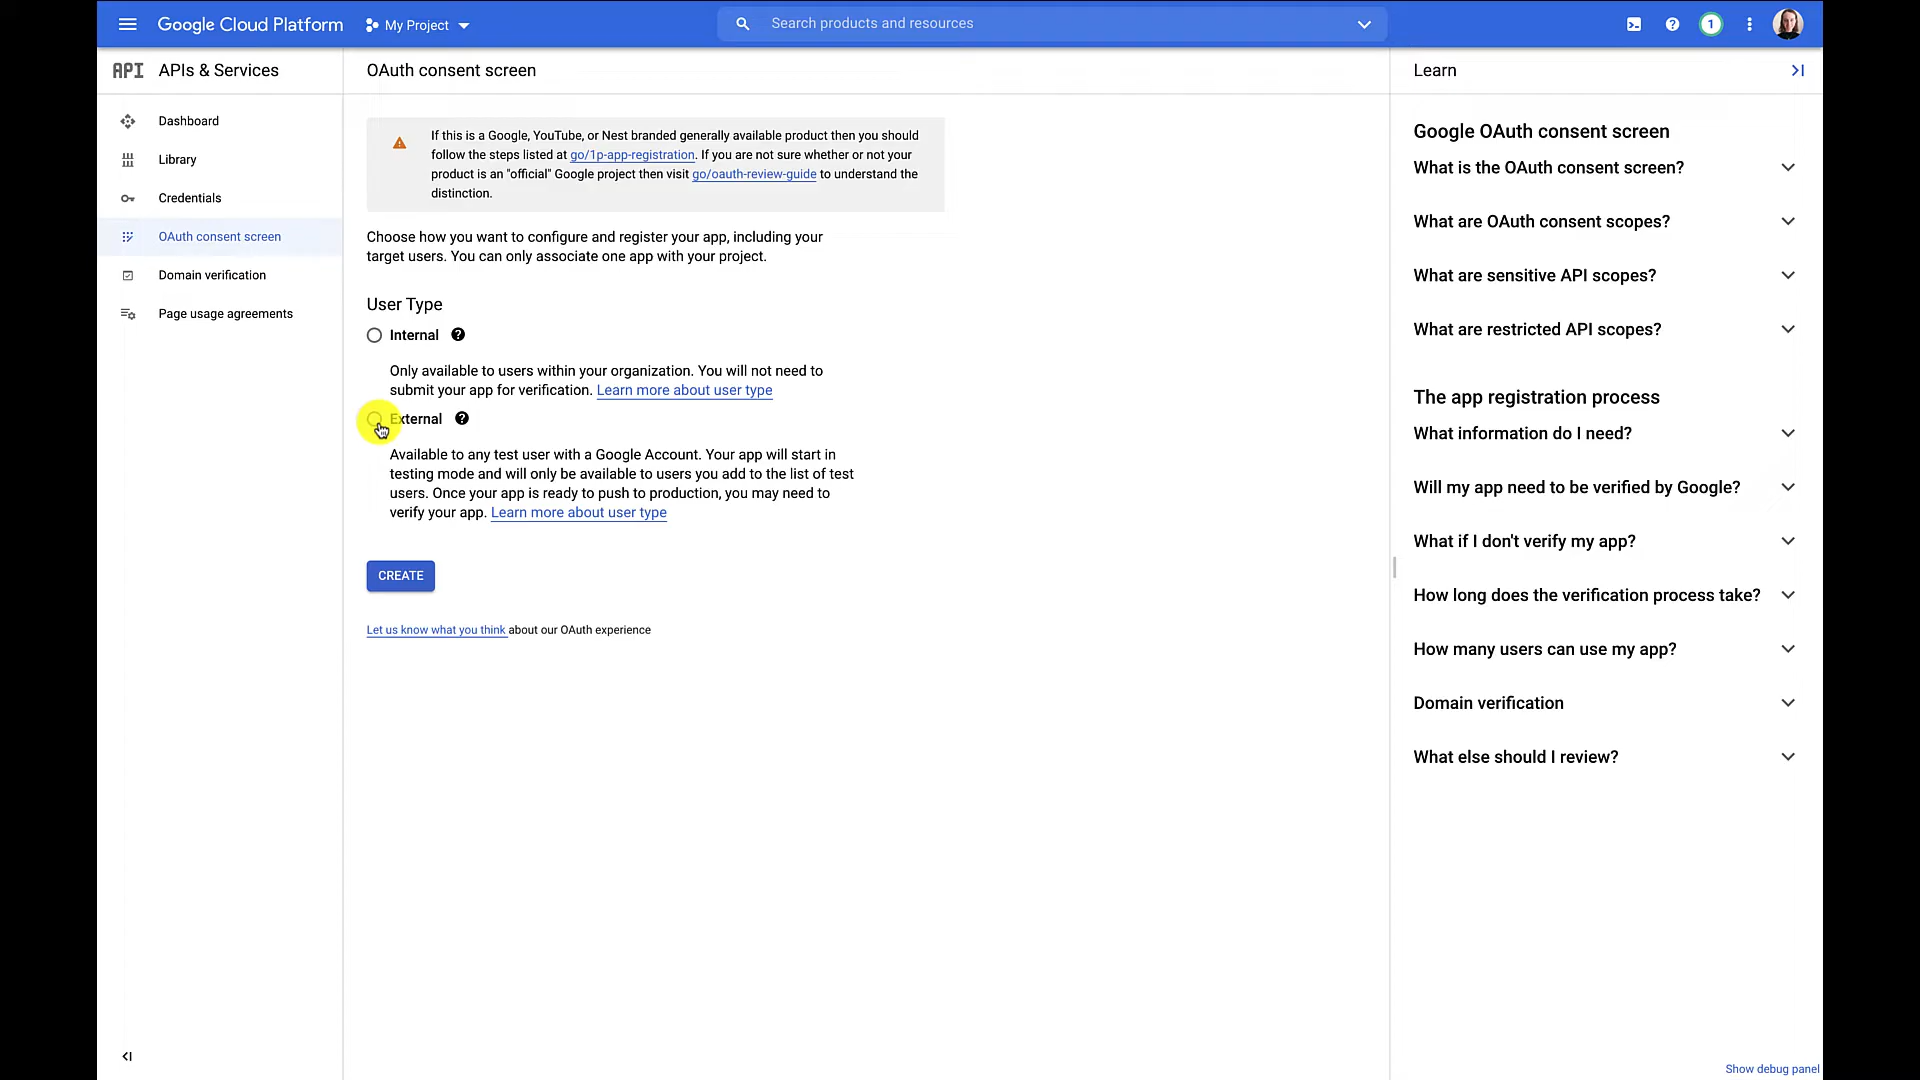 Google Cloud Platform
My Project
Search products and resources
1
API APIs & Services
Dashboard
Library
Credentials
OAuth consent screen
Domain verification
Page usage agreements
OAuth consent screen
If this is a Google, YouTube, or Nest branded generally available product then you should
follow the steps listed at go/1p-app-registration. If you are not sure whether or not your
product is an "official" Google project then visit go/oauth-review-guide to understand the
distinction.
Choose how you want to configure and register your app, including your
target users. You can only associate one app with your project.
User Type
Internal
Only available to users within your organization. You will not need to
submit your app for verification. Learn more about user type
External
Available to any test user with a Google Account. Your app will start in
testing mode and will only be available to users you add to the list of test
users. Once your app is ready to push to production, you may need to
verify your app. Learn more about user type
CREATE
Let us know what you think about our OAuth experience
Learn
Google OAuth consent screen
What is the OAuth consent screen?
What are OAuth consent scopes?
What are sensitive API scopes?
What are restricted API scopes?
The app registration process
What information do I need?
Will my app need to be verified by Google?
What if I don't verify my app?
How long does the verification process take?
How many users can use my app?
Domain verification
What else should I review?
Show debug panel